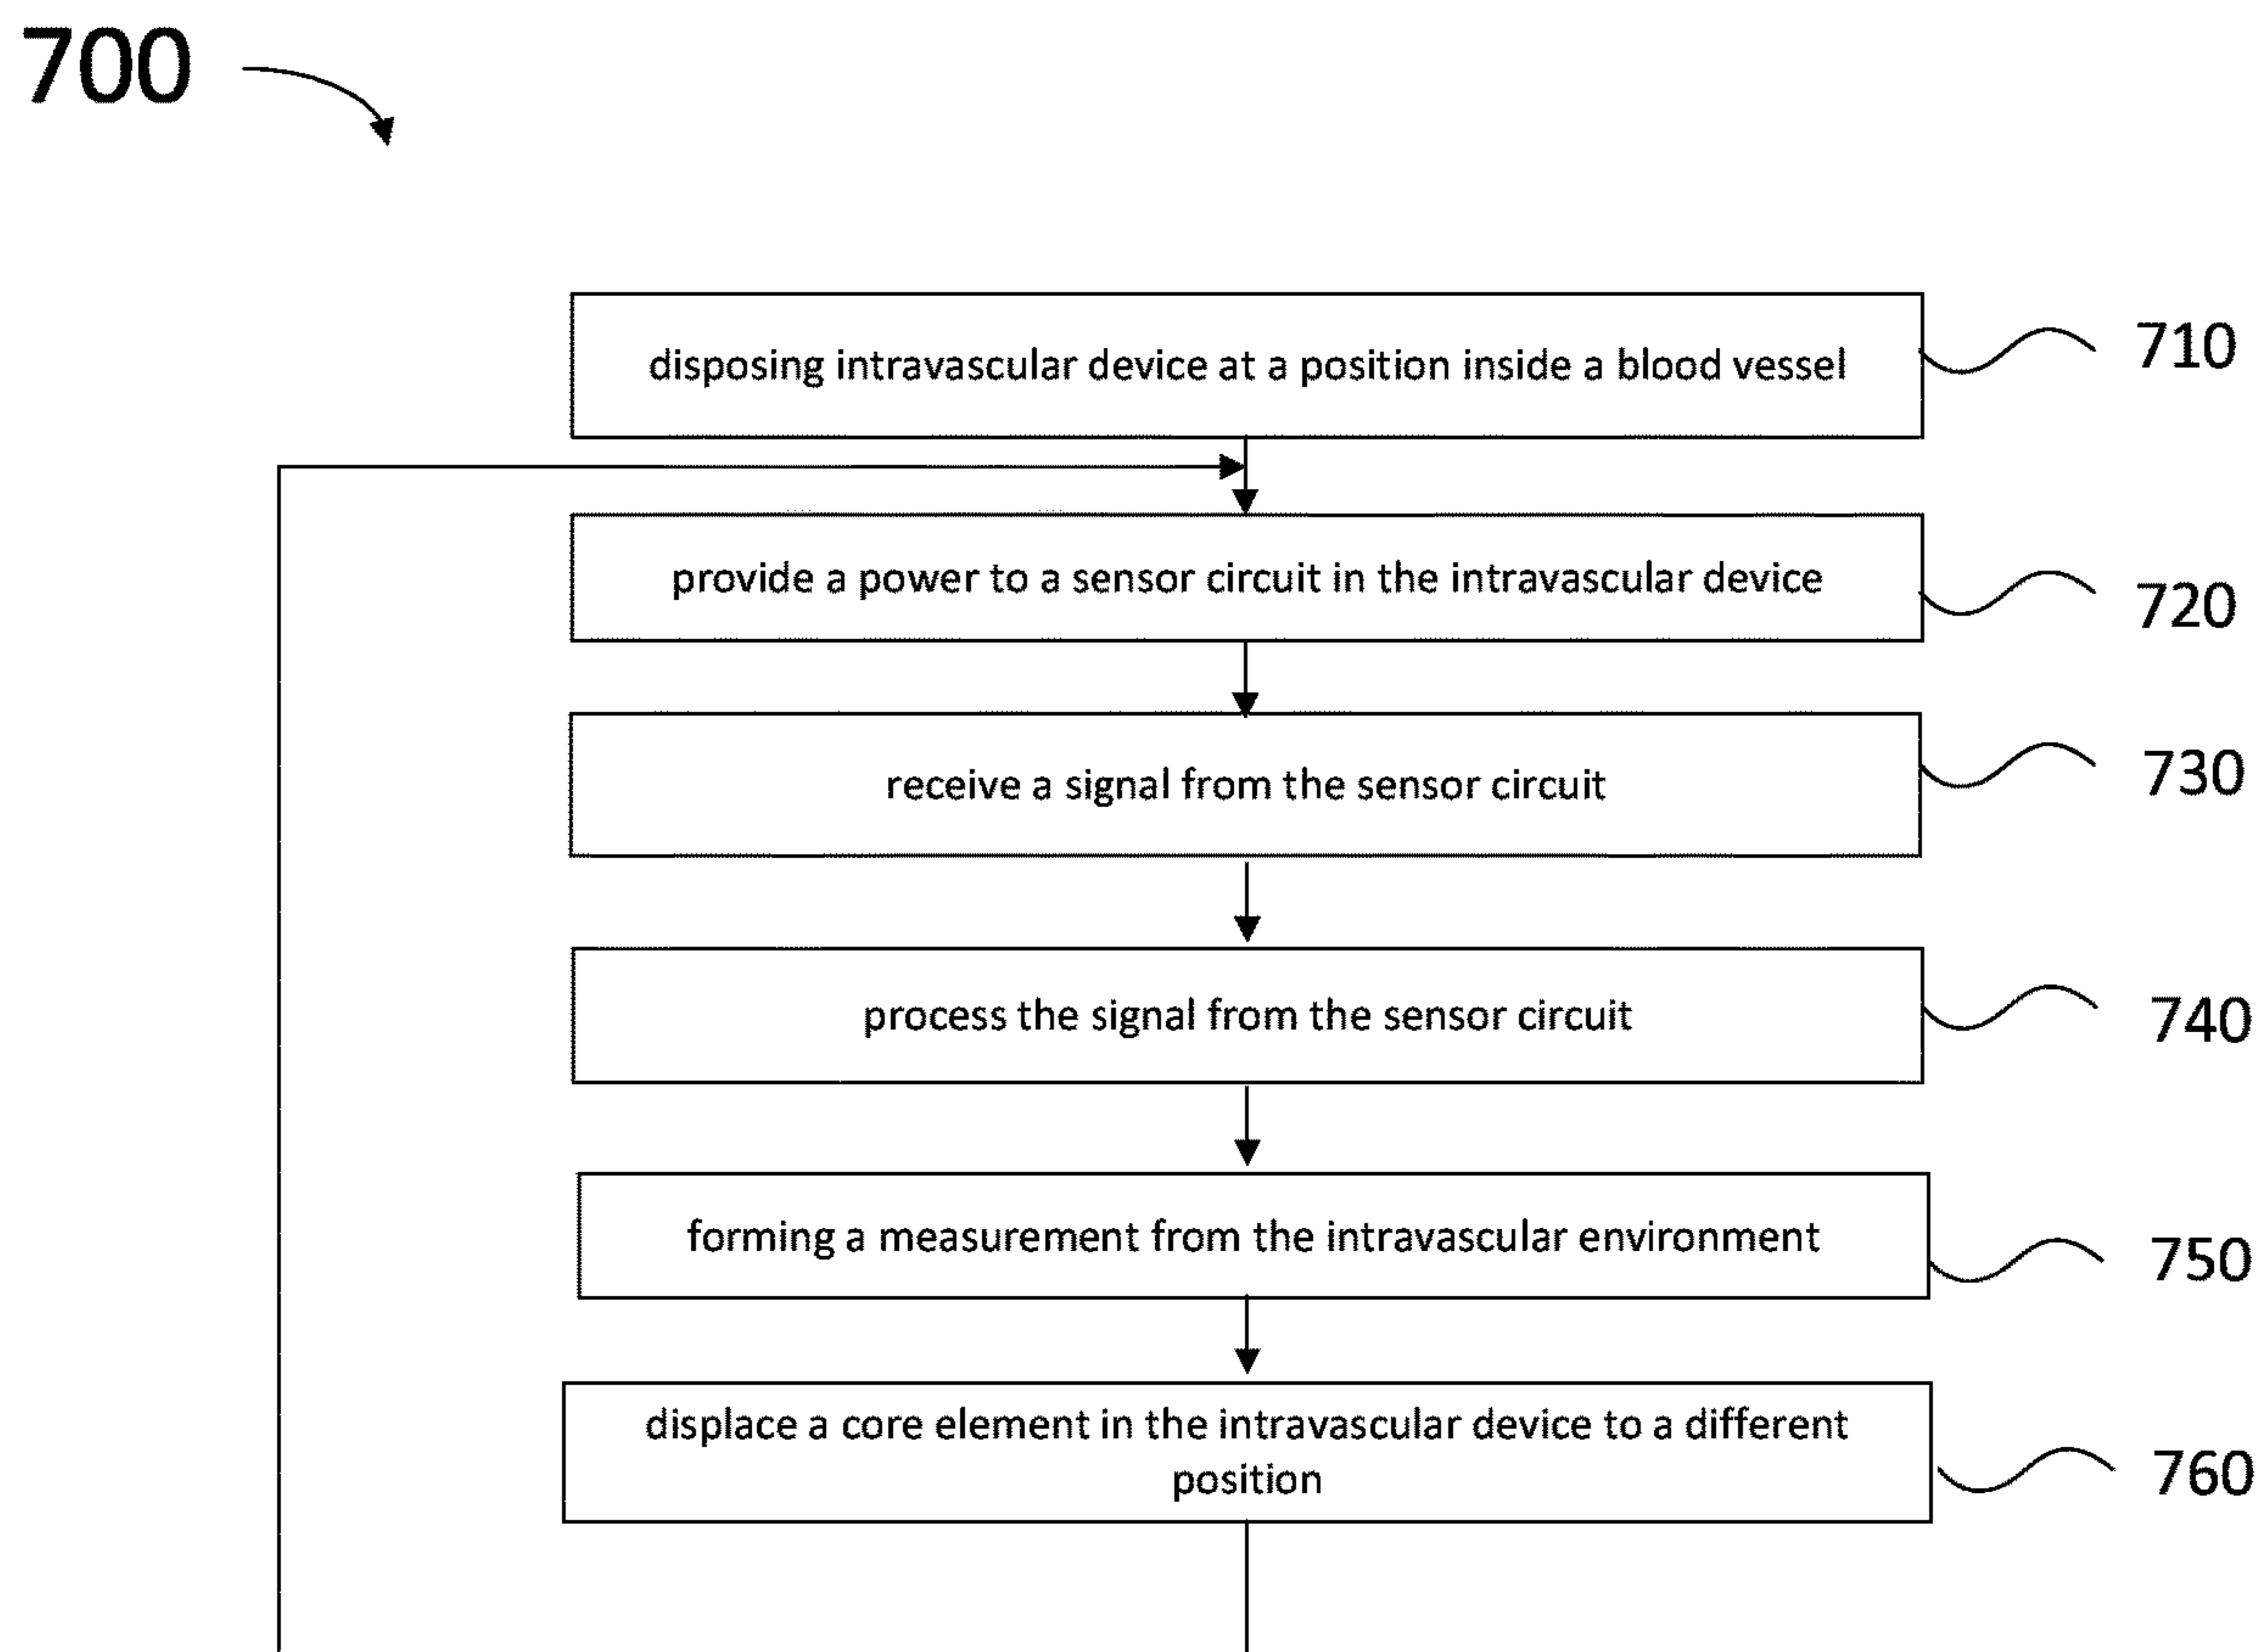 700
disposing intravascular device at a position inside a blood vessel
710
provide a power to a sensor circuit in the intravascular device
720
receive a signal from the sensor circuit
730
process the signal from the sensor circuit
740
forming a measurement from the intravascular environment
750
displace a core element in the intravascular device to a different
position
760